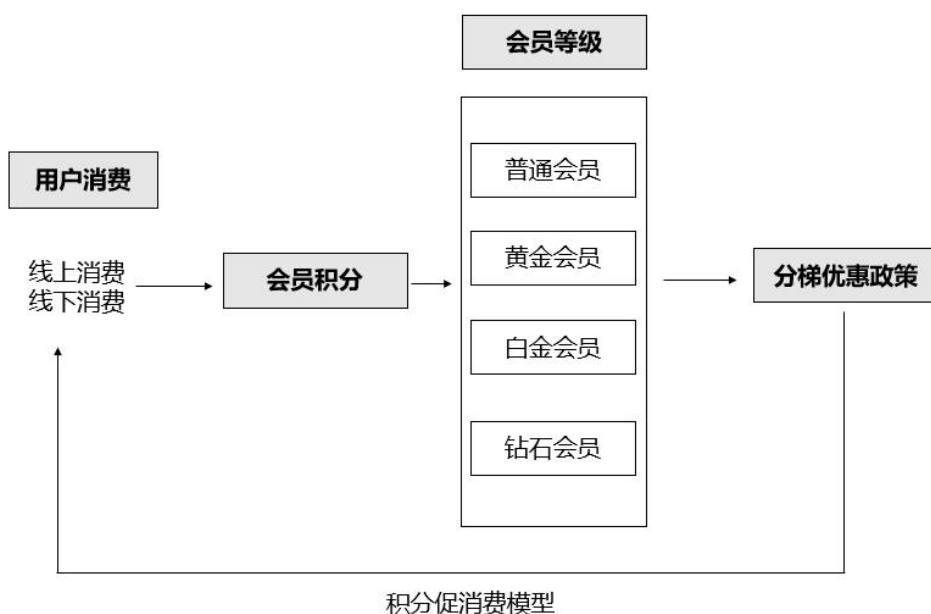 会员等级
用户消费
线上消费
线下消费
会员积分
普通会员
黄金会员
白金会员
钻石会员
分梯优惠政策
积分促消费模型